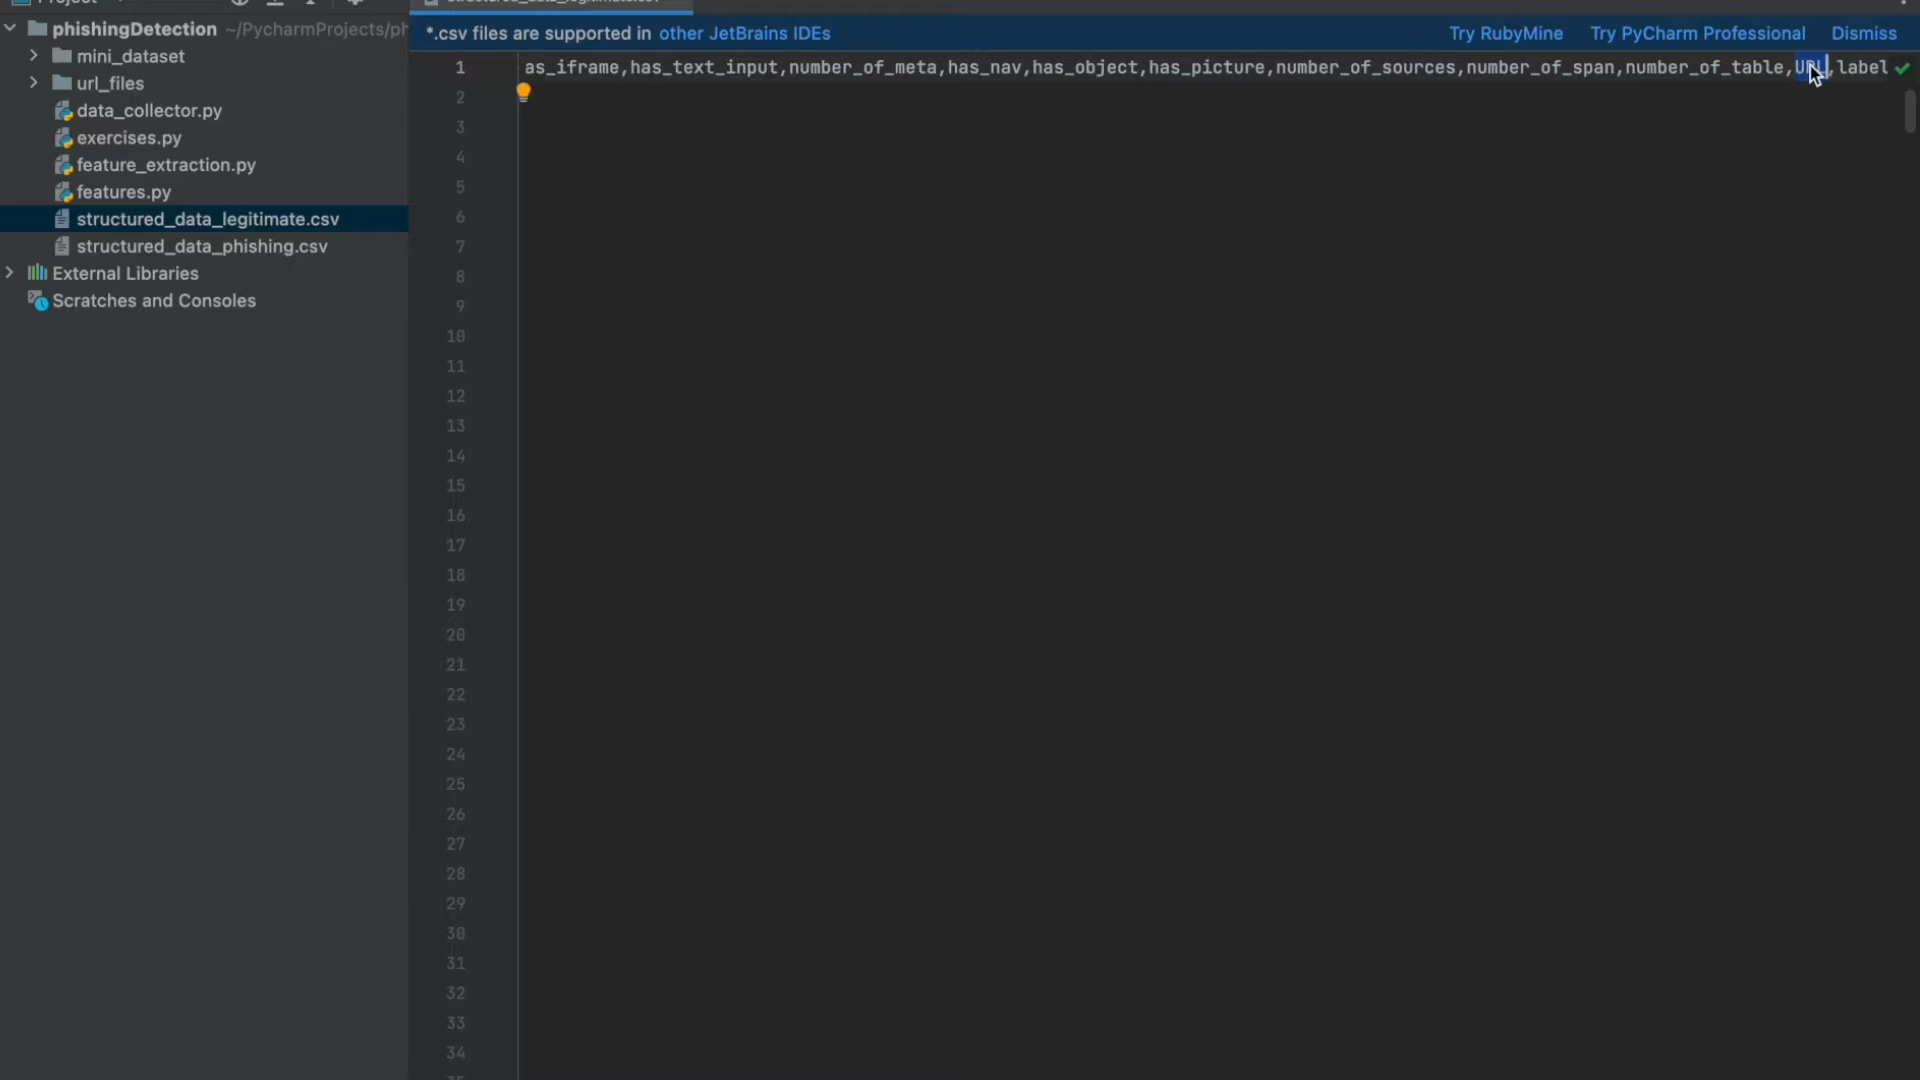 Project
phishingDetection ~/PycharmProjects/ph
mini_dataset
url_files
data_collector.py
exercises.py
feature_extraction.py
features.py
structured_data_legitimate.csv
structured_data_phishing.csv
External Libraries
Scratches and Consoles
structured_data_legitimate.csv
*.csv files are supported in other JetBrains IDEs
Try RubyMine Try PyCharm Professional Dismiss
1 as_iframe,has_text_input,number_of_meta,has_nav,has_object,has_picture,number_of_sources,number_of_span,number_of_table,URL,label
2
3
4
5
6
7
8
9
10
11
12
13
14
15
16
17
18
19
20
21
22
23
24
25
26
27
28
29
30
31
32
33
34